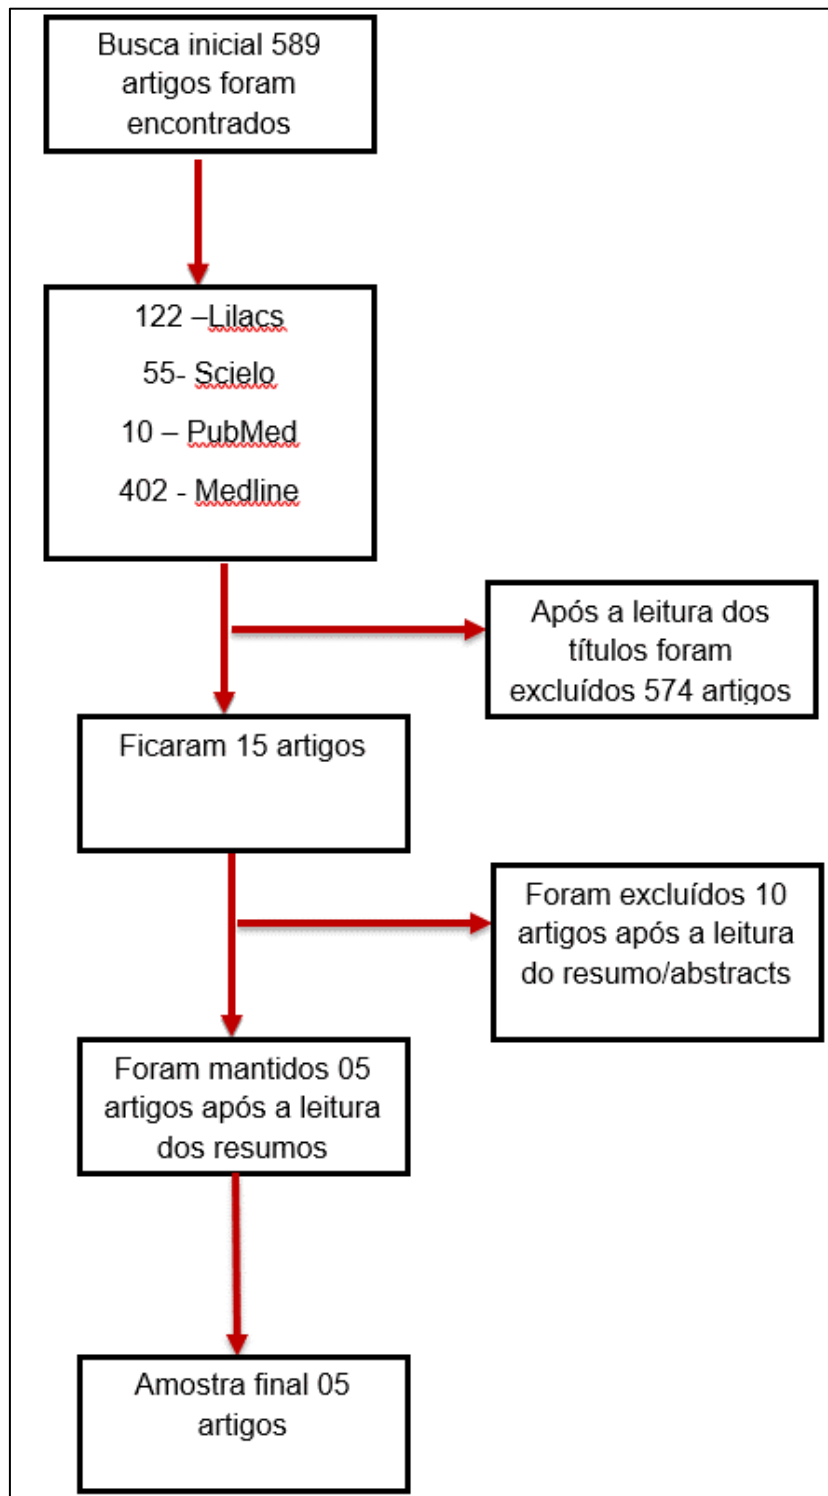 Busca inicial 589
artigos foram
encontrados
122 –Lilacs
55- Scielo
10 – PubMed
402 - Medline
Após a leitura dos
títulos foram
excluídos 574 artigos
Ficaram 15 artigos
Foram excluídos 10
artigos após a leitura
do resumo/abstracts
Foram mantidos 05
artigos após a leitura
dos resumos
Amostra final 05
artigos